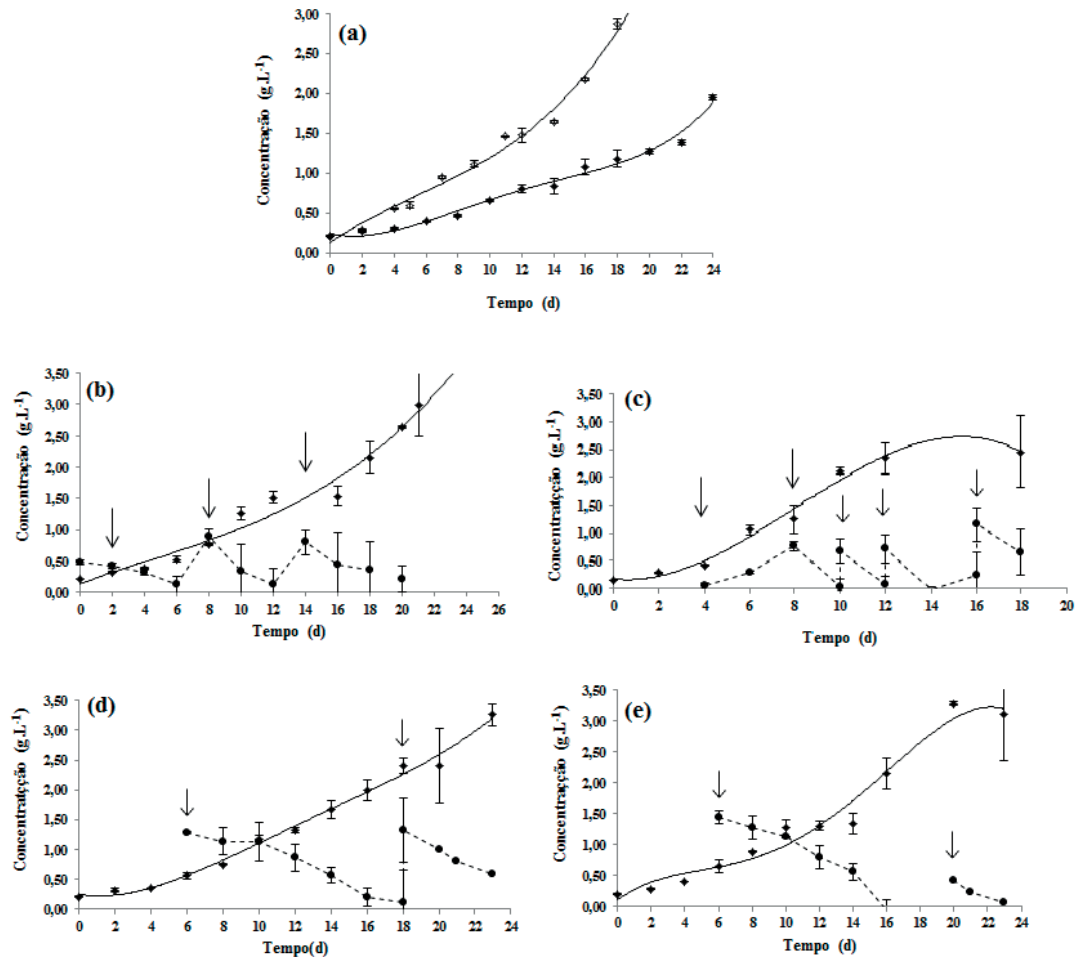 (a)
Concentração (g.L-1)
3,00
2,50
2,00
1,50
1,00
0,50
0,00
0 2 4 6 8 10 12 14 16 18 20 22 24
Tempo (d)
(b)
Concentração (g.L-1)
3,50
3,00
2,50
2,00
1,50
1,00
0,50
0,00
0 2 4 6 8 10 12 14 16 18 20 22 24 26
Tempo (d)
(c)
Concentratçção (g.L-1)
3,50
3,00
2,50
2,00
1,50
1,00
0,50
0,00
0 2 4 6 8 10 12 14 16 18 20
Tempo (d)
(d)
Concentratçção (g.L-1)
3,50
3,00
2,50
2,00
1,50
1,00
0,50
0,00
0 2 4 6 8 10 12 14 16 18 20 22 24
Tempo(d)
(e)
Concentração (g.L-1)
3,50
3,00
2,50
2,00
1,50
1,00
0,50
0,00
0 2 4 6 8 10 12 14 16 18 20 22 24
Tempo (d)